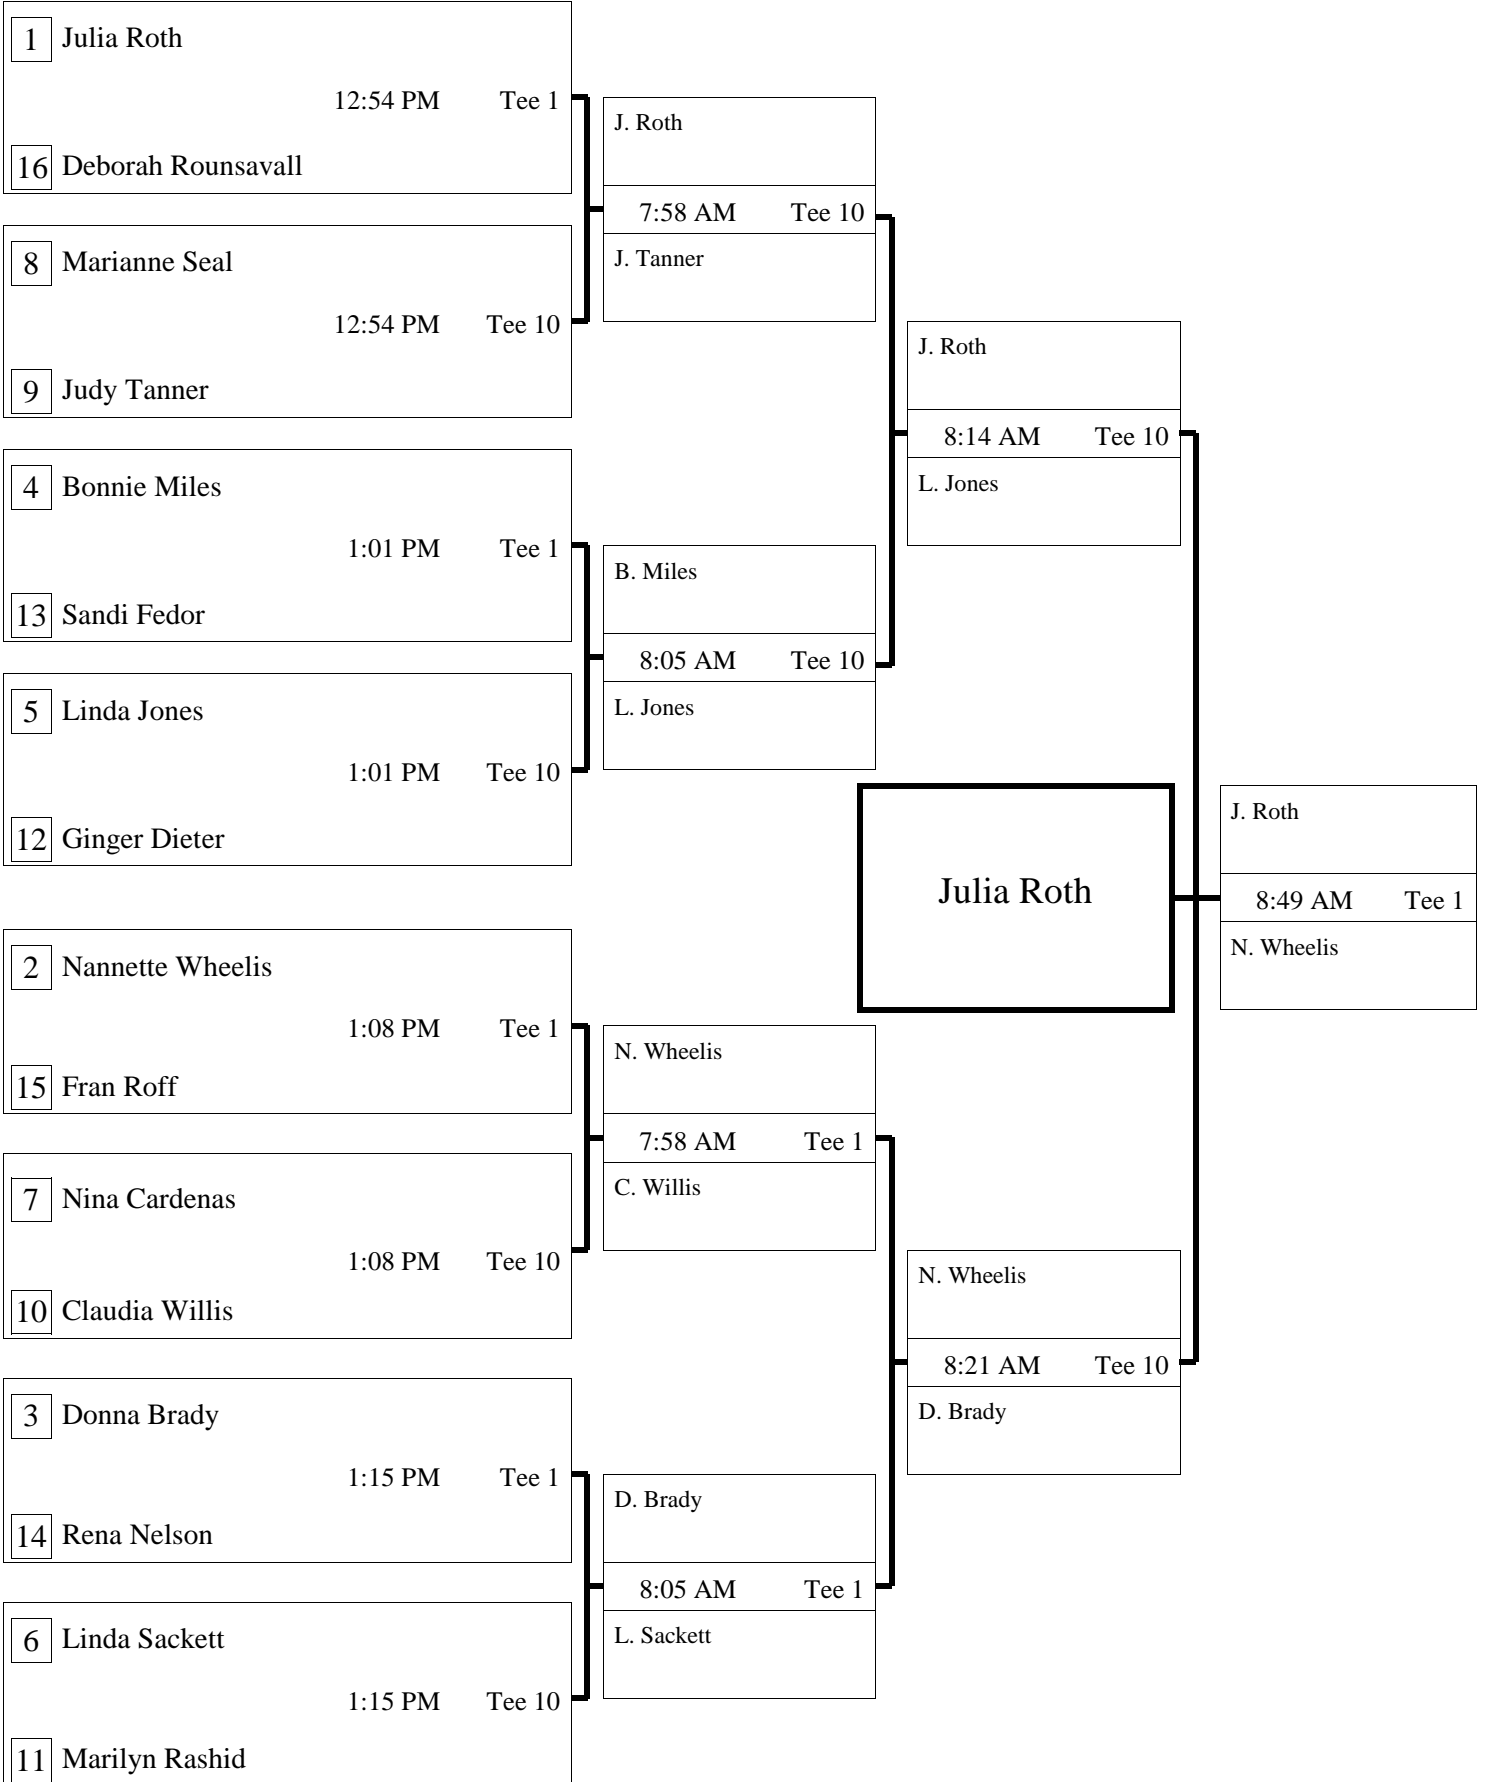 1 Julia Roth
12:54 PM Tee 1
16 Deborah Rounsavall
8 Marianne Seal
12:54 PM Tee 10
9 Judy Tanner
4 Bonnie Miles
1:01 PM Tee 1
13 Sandi Fedor
5 Linda Jones
1:01 PM Tee 10
12 Ginger Dieter
2 Nannette Wheelis
1:08 PM Tee 1
15 Fran Roff
7 Nina Cardenas
1:08 PM Tee 10
10 Claudia Willis
3 Donna Brady
1:15 PM Tee 1
14 Rena Nelson
6 Linda Sackett
1:15 PM Tee 10
11 Marilyn Rashid
J. Roth
7:58 AM Tee 10
J. Tanner
B. Miles
8:05 AM Tee 10
L. Jones
N. Wheelis
7:58 AM Tee 1
C. Willis
D. Brady
8:05 AM Tee 1
L. Sackett
J. Roth
8:14 AM Tee 10
L. Jones
N. Wheelis
8:21 AM Tee 10
D. Brady
J. Roth
8:49 AM Tee 1
N. Wheelis
Julia Roth